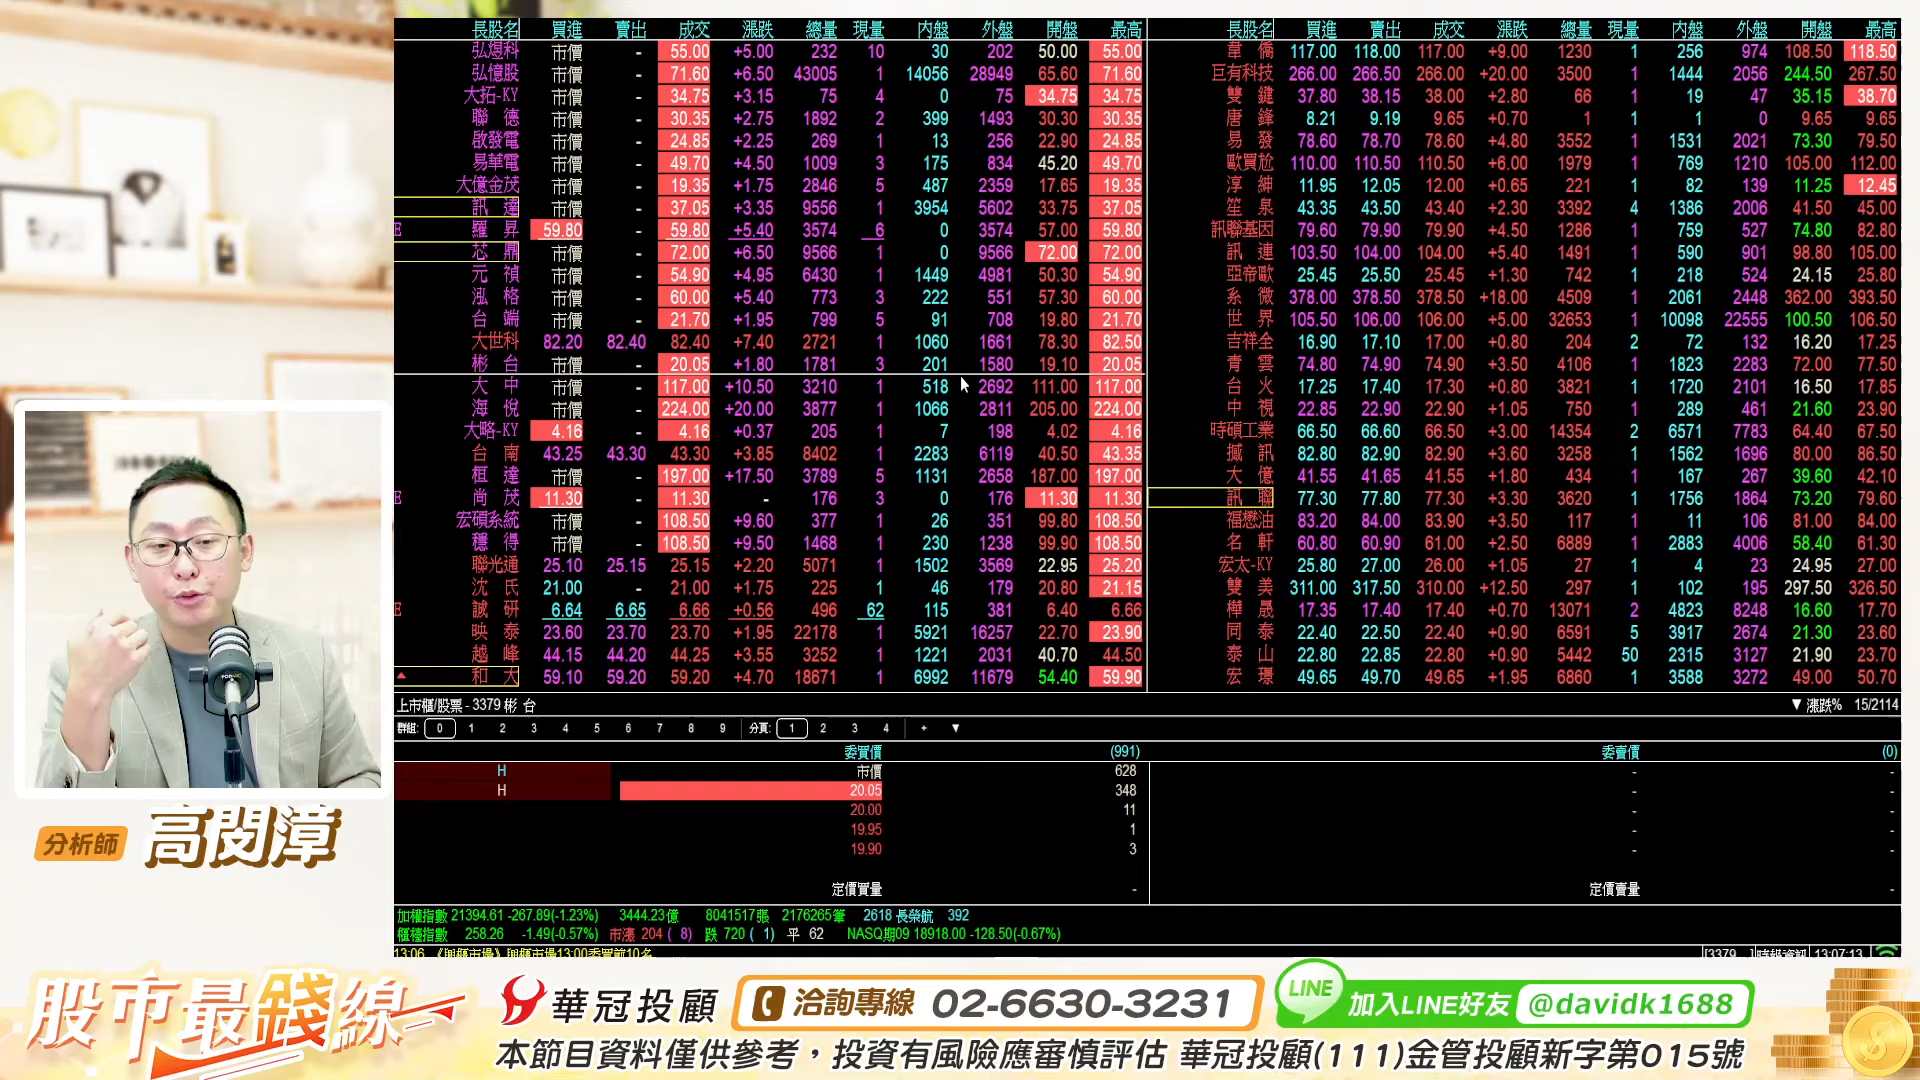 長股名 買進 賣出 成交 漲跌 總量 現量 內盤 外盤 開盤 最高
弘煜科 市價 - 55.00 +5.00 232 10 30 202 50.00 55.00
弘憶股 市價 - 71.60 +6.50 43005 1 14056 28949 65.60 71.60
大拓-KY 市價 - 34.75 +3.15 75 4 0 75 34.75 34.75
聯德 市價 - 30.35 +2.75 1892 2 399 1493 30.30 30.35
啟發電 市價 - 24.85 +2.25 269 1 13 256 22.90 24.85
易華電 市價 - 49.70 +4.50 1009 3 175 834 45.20 49.70
大億金茂 市價 - 19.35 +1.75 2846 5 487 2359 17.65 19.35
訊達 市價 - 37.05 +3.35 9556 1 3954 5602 33.75 37.05
E 羅昇 59.80 - 59.80 +5.40 3574 6 0 3574 57.00 59.80
芯鼎 市價 - 72.00 +6.50 9566 1 0 9566 72.00 72.00
元禎 市價 - 54.90 +4.95 6430 1 1449 4981 50.30 54.90
泓格 市價 - 60.00 +5.40 773 3 222 551 57.30 60.00
台端 市價 - 21.70 +1.95 799 5 91 708 19.80 21.70
大世科 82.20 82.40 82.40 +7.40 2721 1 1060 1661 78.30 82.50
彬台 市價 - 20.05 +1.80 1781 3 201 1580 19.10 20.05
大中 市價 - 117.00 +10.50 3210 1 518 2692 111.00 117.00
海悅 市價 - 224.00 +20.00 3877 1 1066 2811 205.00 224.00
大略-KY 4.16 - 4.16 +0.37 205 1 7 198 4.02 4.16
台南 43.25 43.30 43.30 +3.85 8402 1 2283 6119 40.50 43.35
桓達 市價 - 197.00 +17.50 3789 5 1131 2658 187.00 197.00
E 尚茂 11.30 - 11.30 - 176 3 0 176 11.30 11.30
宏碩系統 市價 - 108.50 +9.60 377 1 26 351 99.80 108.50
穩得 市價 - 108.50 +9.50 1468 1 230 1238 99.90 108.50
聯光通 25.10 25.15 25.15 +2.20 5071 1 1502 3569 22.95 25.20
沈氏 21.00 21.00 +1.75 225 1 46 179 20.80 21.15
E 誠研 6.64 6.65 6.66 +0.56 496 62 115 381 6.40 6.66
映泰 23.60 23.70 23.70 +1.95 22178 1 5921 16257 22.70 23.90
越峰 44.15 44.20 44.25 +3.55 3252 1 1221 2031 40.70 44.50
和大 59.10 59.20 59.20 +4.70 18671 1 6992 11679 54.40 59.90
長股名 買進 賣出 成交 漲跌 總量 現量 內盤 外盤 開盤 最高
韋僑 117.00 118.00 117.00 +9.00 1230 1 256 974 108.50 118.50
巨有科技 266.00 266.50 266.00 +20.00 3500 1 1444 2056 244.50 267.50
雙鍵 37.80 38.15 38.00 +2.80 66 1 19 47 35.15 38.70
唐鋒 8.21 9.19 9.65 +0.70 1 1 1 0 9.65 9.65
易發 78.60 78.70 78.60 +4.80 3552 1 1531 2021 73.30 79.50
歐買尬 110.00 110.50 110.50 +6.00 1979 1 769 1210 105.00 112.00
淳紳 11.95 12.05 12.00 +0.65 221 1 82 139 11.25 12.45
笙泉 43.35 43.50 43.40 +2.30 3392 4 1386 2006 41.50 45.00
訊聯基因 79.60 79.90 79.90 +4.50 1286 1 759 527 74.80 82.80
訊連 103.50 104.00 104.00 +5.40 1491 1 590 901 98.80 105.00
亞帝歐 25.45 25.50 25.45 +1.30 742 1 218 524 24.15 25.80
系微 378.00 378.50 378.50 +18.00 4509 1 2061 2448 362.00 393.50
世界 105.50 106.00 106.00 +5.00 32653 1 10098 22555 100.50 106.50
吉祥全 16.90 17.10 17.00 +0.80 204 2 72 132 16.20 17.25
青雲 74.80 74.90 74.90 +3.50 4106 1 1823 2283 72.00 77.50
台火 17.25 17.40 17.30 +0.80 3821 1 1720 2101 16.50 17.85
中視 22.85 22.90 22.90 +1.05 750 1 289 461 21.60 23.90
時碩工業 66.50 66.60 66.50 +3.00 14354 2 6571 7783 64.40 67.50
擷訊 82.80 82.90 82.90 +3.60 3258 1 1562 1696 80.00 86.50
大億 41.55 41.65 41.55 +1.80 434 1 167 267 39.60 42.10
訊聯 77.30 77.80 77.30 +3.30 3620 1 1756 1864 73.20 79.60
福懋油 83.20 84.00 83.90 +3.50 117 1 11 106 81.00 84.00
名軒 60.80 60.90 61.00 +2.50 6889 1 2883 4006 58.40 61.30
宏太-KY 25.80 27.00 26.00 +1.05 27 1 4 23 24.95 27.00
雙美 311.00 317.50 310.00 +12.50 297 1 102 195 297.50 326.50
樺晟 17.35 17.40 17.40 +0.70 13071 2 4823 8248 16.60 17.70
同泰 22.40 22.50 22.40 +0.90 6591 5 3917 2674 21.30 23.60
泰山 22.80 22.85 22.80 +0.90 5442 50 2315 3127 21.90 23.70
宏璟 49.65 49.70 49.65 +1.95 6860 1 3588 3272 49.00 50.70
上市櫃/股票 - 3379 彬台 ▼漲跌% 15/2114
群組: 0 1 2 3 4 5 6 7 8 9 分頁: 1 2 3 4 + ▼
委買價 (991) 委賣價 (0)
H 市價 628 - -
H 20.05 348 - -
20.00 11 - -
19.95 1 - -
19.90 3 - -
定價買量 - 定價賣量 -
加權指數 21394.61 -267.89(-1.23%) 3444.23億 8041517張 2176265筆 2618 長榮航 392
櫃檯指數 258.26 -1.49(-0.57%) 市漲 204 ( 8) 跌 720 ( 1) 平 62 NASQ期09 18918.00 -128.50(-0.67%)
13:06 《興櫃市場》興櫃市場13:00委買前10名 [3379 ] 時報資訊 13:07:13
分析師 高閔漳
股市最錢線
華冠投顧 洽詢專線 02-6630-3231 LINE 加入LINE好友 @davidk1688
本節目資料僅供參考，投資有風險應審慎評估 華冠投顧(111)金管投顧新字第015號